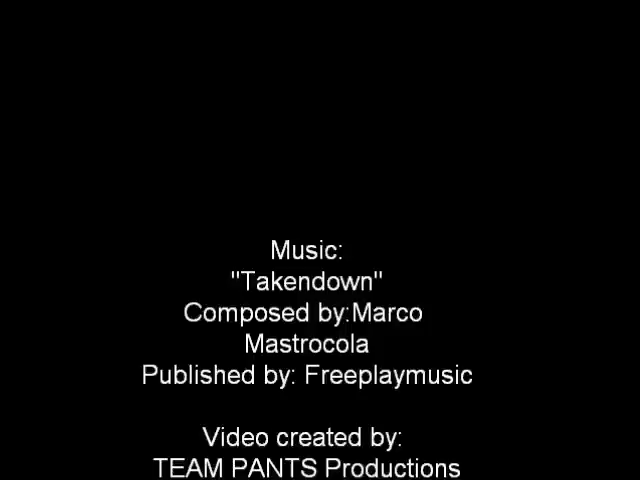 Music:
"Takendown"
Composed by:Marco
Mastrocola
Published by: Freeplaymusic
Video created by:
TEAM PANTS Productions